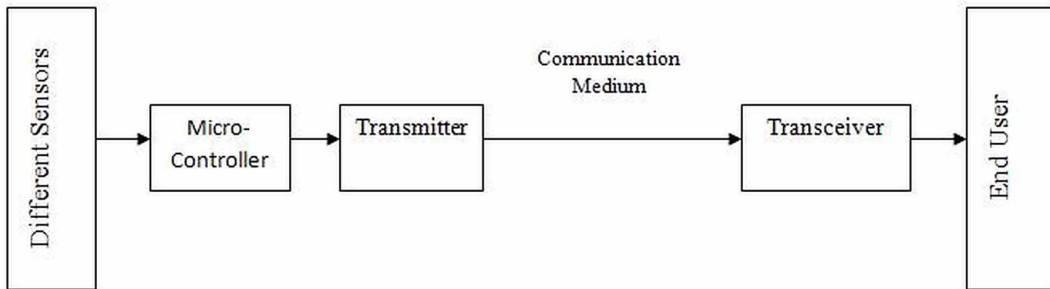 Different Sensors
Micro-
Controller
Transmitter
Communication
Medium
Transceiver
End User